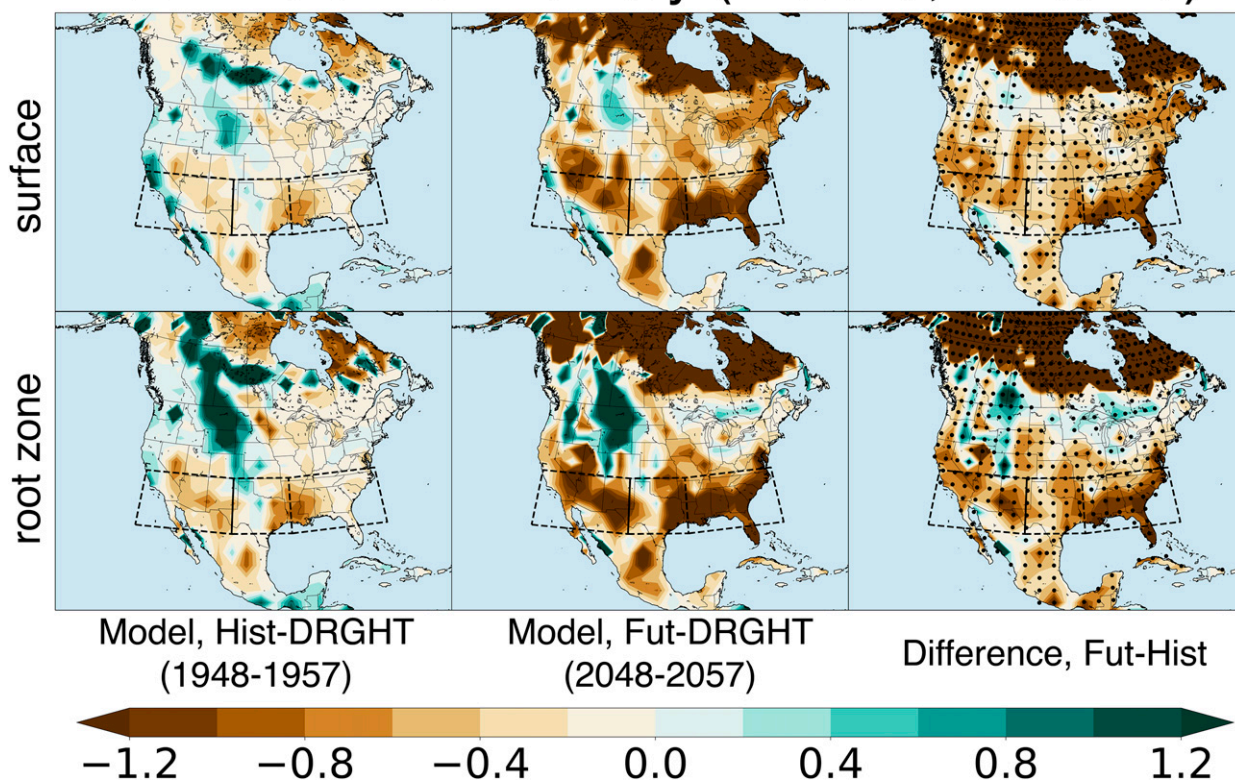 surface
root zone
Model, Hist-DRGHT
(1948-1957)
Model, Fut-DRGHT
(2048-2057)
Difference, Fut-Hist
−1.2 −0.8 −0.4 0.0 0.4 0.8 1.2